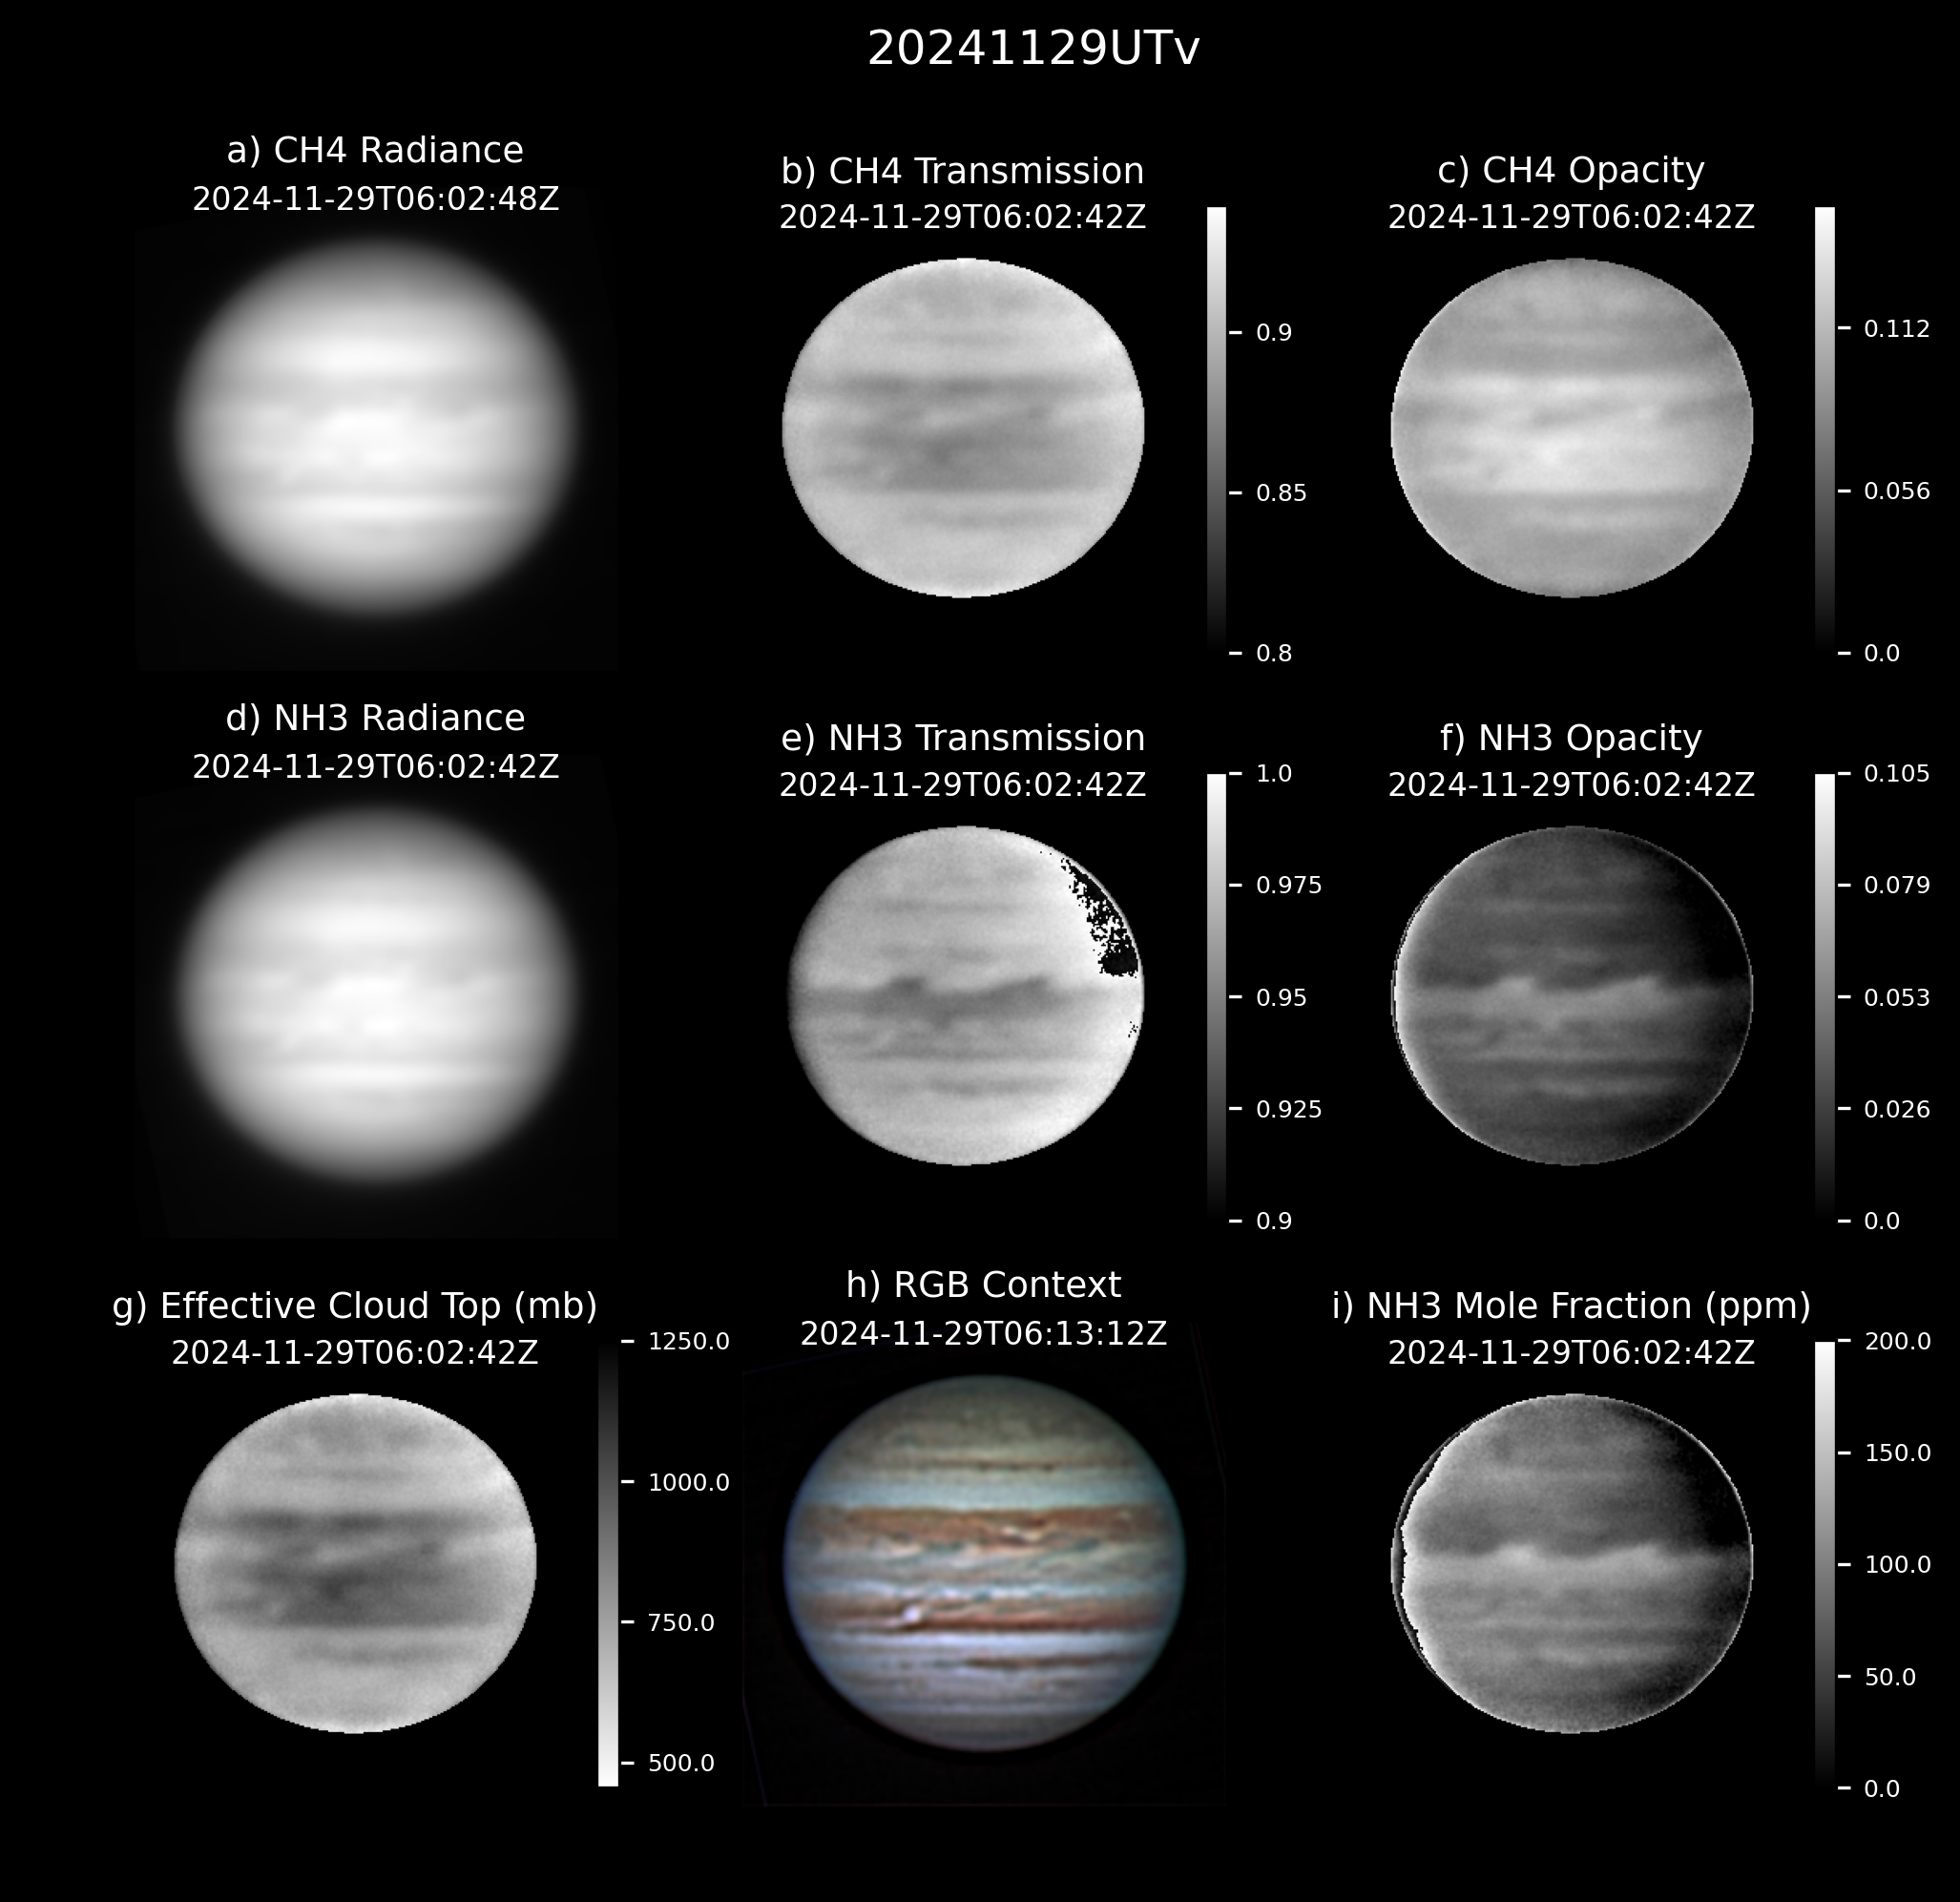 20241129UTv
a) CH4 Radiance
2024-11-29T06:02:48Z
b) CH4 Transmission
2024-11-29T06:02:42Z
0.9
0.85
0.8
c) CH4 Opacity
2024-11-29T06:02:42Z
0.112
0.056
0.0
d) NH3 Radiance
2024-11-29T06:02:42Z
e) NH3 Transmission
2024-11-29T06:02:42Z
1.0
0.975
0.95
0.925
0.9
f) NH3 Opacity
2024-11-29T06:02:42Z
0.105
0.079
0.053
0.026
0.0
g) Effective Cloud Top (mb)
2024-11-29T06:02:42Z
1250.0
1000.0
750.0
500.0
h) RGB Context
2024-11-29T06:13:12Z
i) NH3 Mole Fraction (ppm)
2024-11-29T06:02:42Z
200.0
150.0
100.0
50.0
0.0